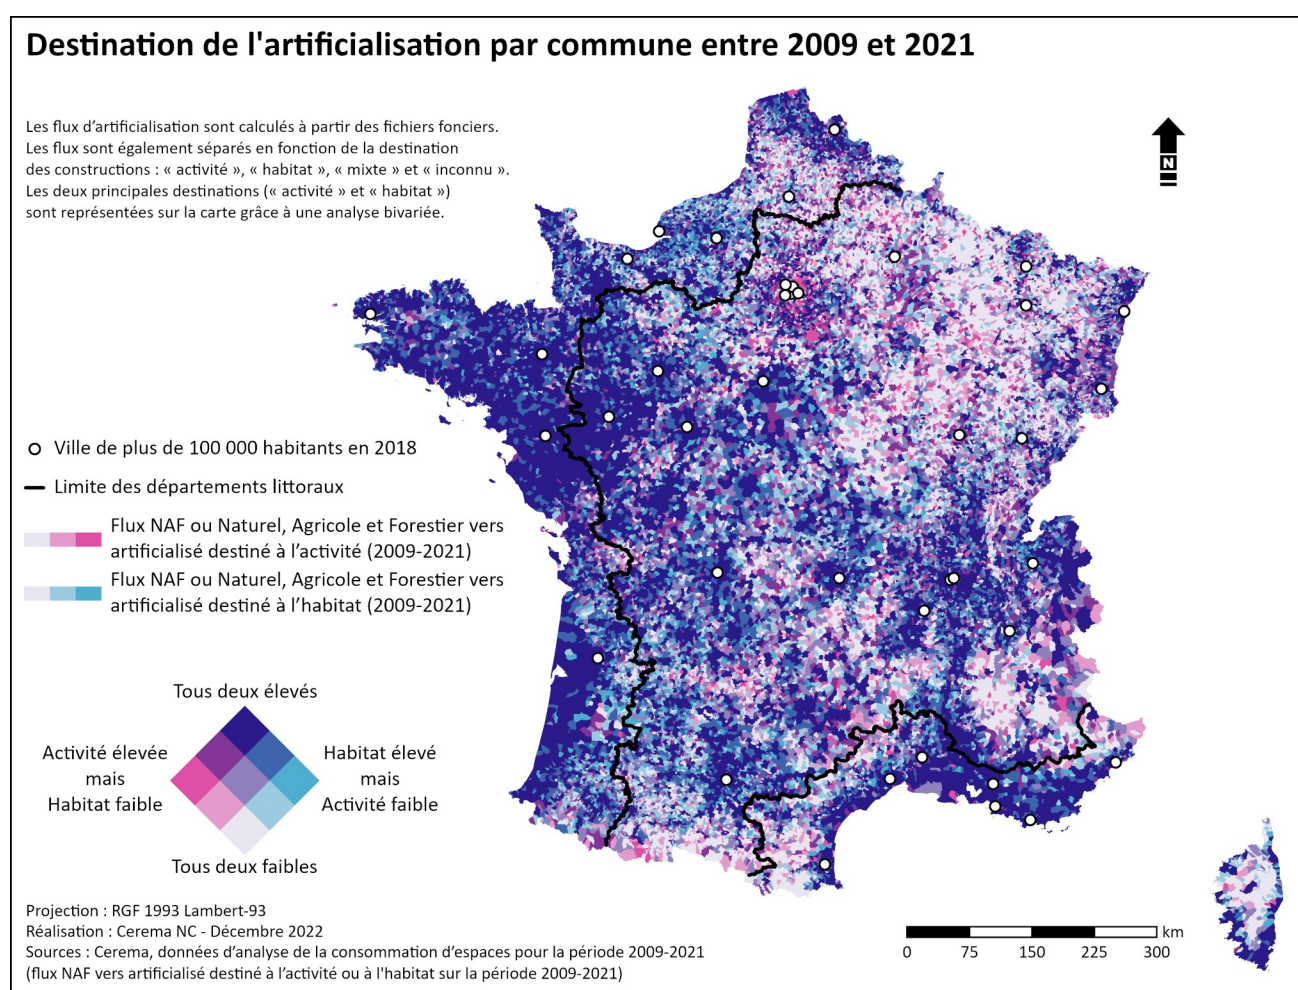 Destination de l'artificialisation par commune entre 2009 et 2021
Les flux d’artificialisation sont calculés à partir des fichiers fonciers.
Les flux sont également séparés en fonction de la destination
des constructions : « activité », « habitat », « mixte » et « inconnu ».
Les deux principales destinations (« activité » et « habitat »)
sont représentées sur la carte grâce à une analyse bivariée.
N
Ville de plus de 100 000 habitants en 2018
Limite des départements littoraux
Flux NAF ou Naturel, Agricole et Forestier vers
artificialisé destiné à l’activité (2009-2021)
Flux NAF ou Naturel, Agricole et Forestier vers
artificialisé destiné à l’habitat (2009-2021)
Tous deux élevés
Activité élevée
mais
Habitat faible
Habitat élevé
mais
Activité faible
Tous deux faibles
Projection : RGF 1993 Lambert-93
Réalisation : Cerema NC - Décembre 2022
Sources : Cerema, données d’analyse de la consommation d’espaces pour la période 2009-2021
(flux NAF vers artificialisé destiné à l’activité ou à l'habitat sur la période 2009-2021)
km
0 75 150 225 300